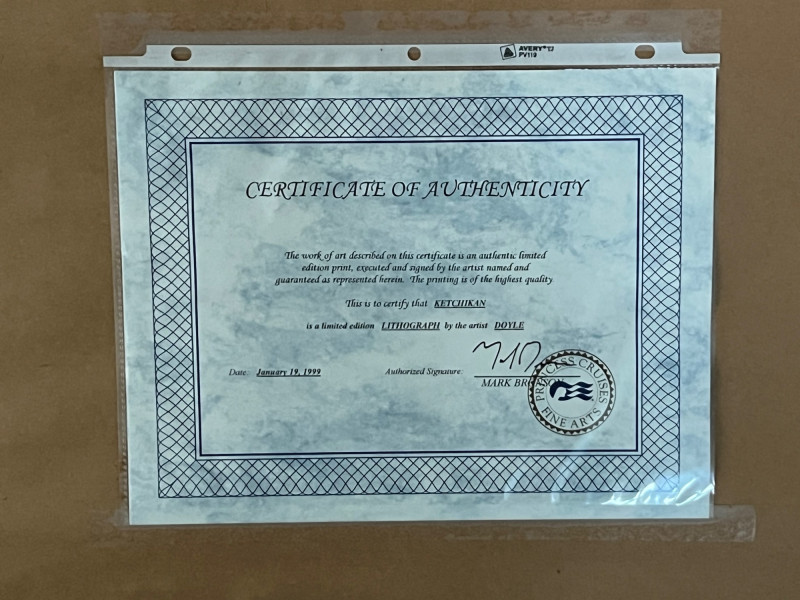 AVERY®
PV119
CERTIFICATE OF AUTHENTICITY
The work of art described on this certificate is an authentic limited
edition print, executed and signed by the artist named and
guaranteed as represented herein. The printing is of the highest quality
This is to certify that KETCHIKAN
is a limited edition LITHOGRAPH by the artist DOYLE
Date: January 19, 1999 Authorized Signature:
MARK
PRINCESS CRUISES
FINE ARTS